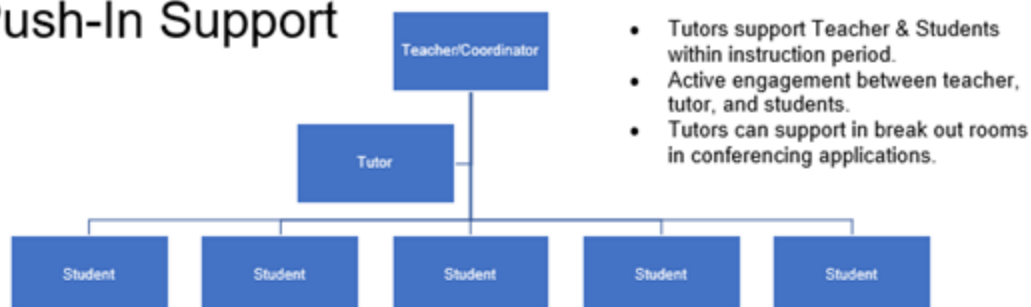 Push-In Support
Teacher/Coordinator
• Tutors support Teacher & Students
within instruction period.
• Active engagement between teacher,
tutor, and students.
• Tutors can support in break out rooms
in conferencing applications.
Tutor
Student
Student
Student
Student
Student